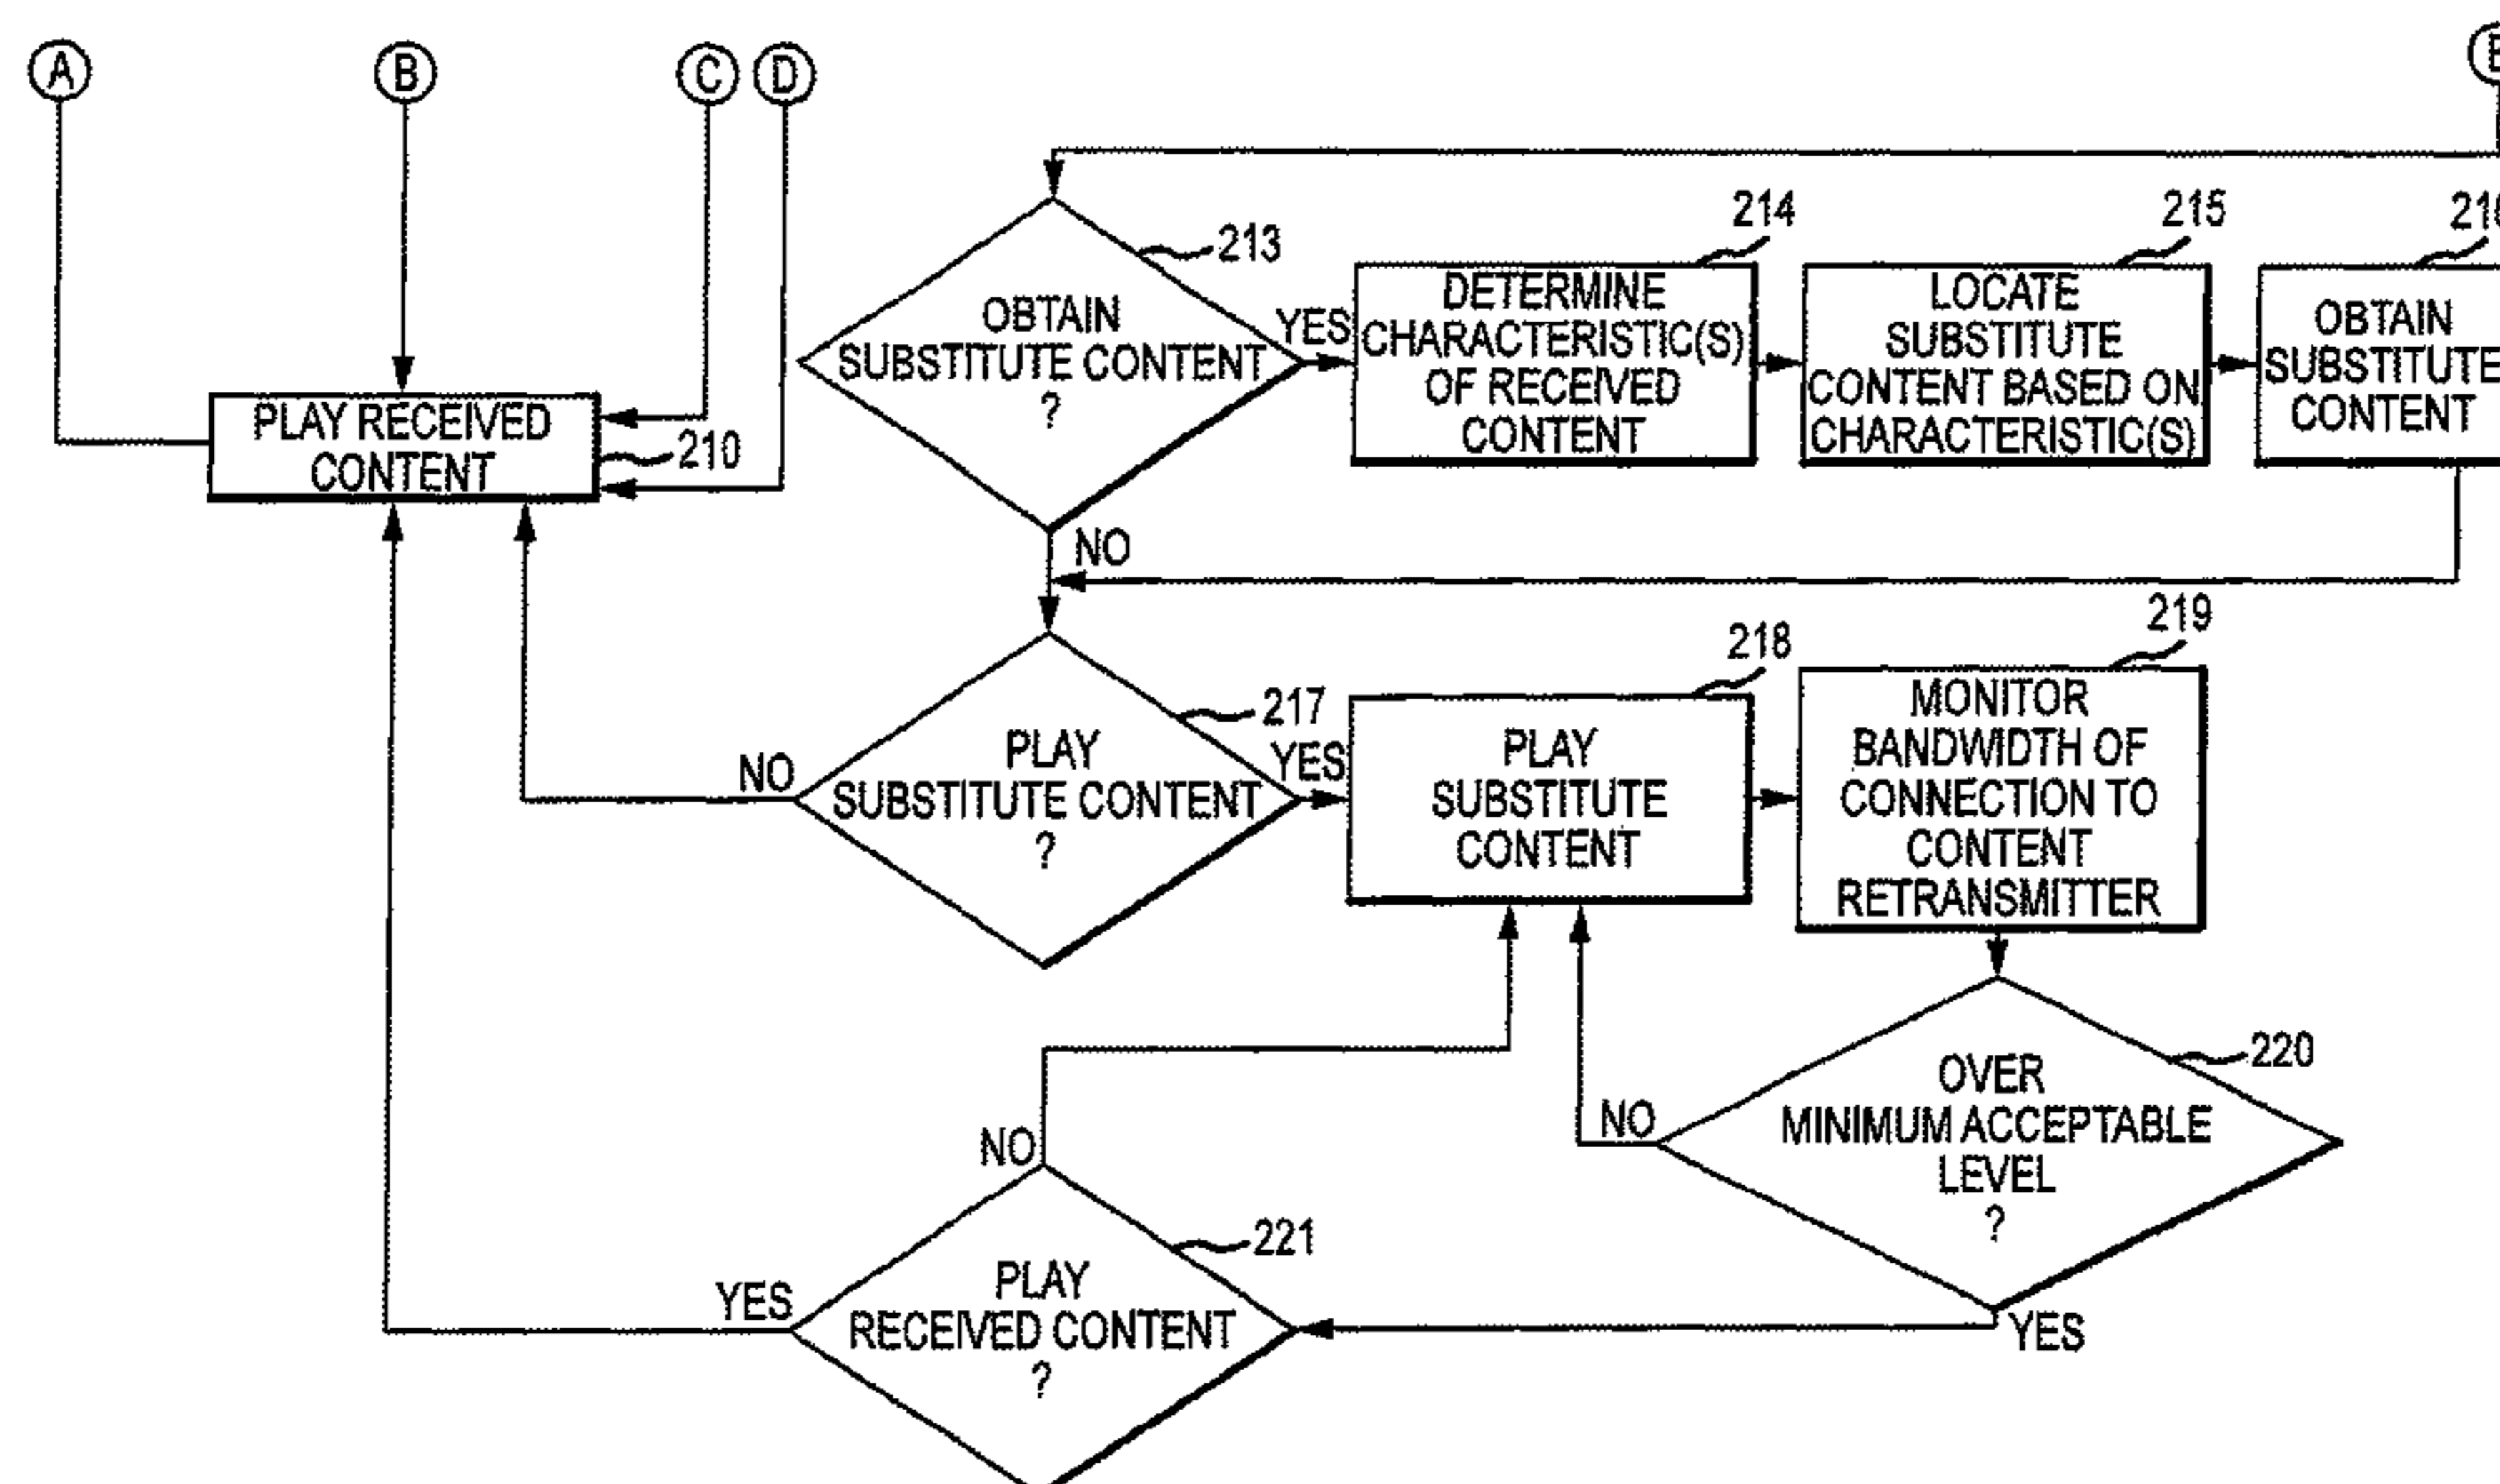 A
B
C
D
213
214
215
OBTAIN
SUBSTITUTE CONTENT
?
YES
NO
DETERMINE
CHARACTERISTIC(S)
OF RECEIVED
CONTENT
LOCATE
SUBSTITUTE
CONTENT BASED ON
CHARACTERISTIC(S)
OBTAIN
SUBSTITUTE
CONTENT
PLAY RECEIVED
CONTENT
210
217
PLAY
SUBSTITUTE CONTENT
?
NO
YES
218
PLAY
SUBSTITUTE
CONTENT
219
MONITOR
BANDWIDTH OF
CONNECTION TO
CONTENT
RETRANSMITTER
220
OVER
MINIMUM ACCEPTABLE
LEVEL
?
NO
YES
221
PLAY
RECEIVED CONTENT
?
NO
YES